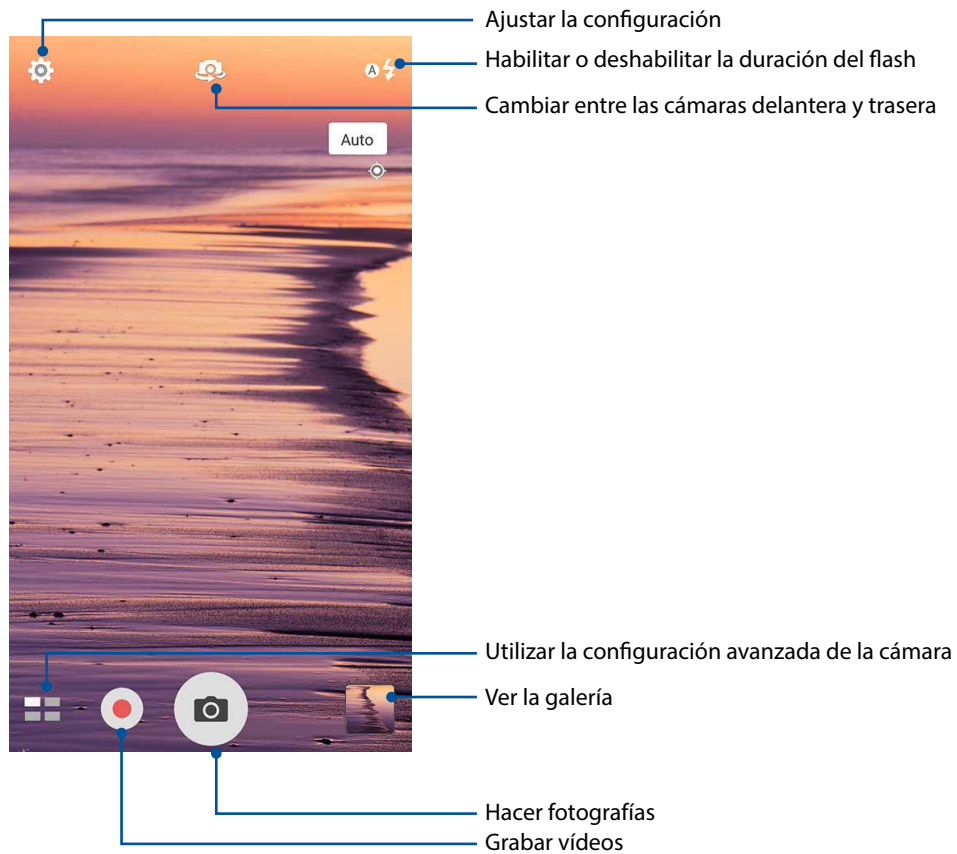 Ajustar la configuración
Habilitar o deshabilitar la duración del flash
A
Cambiar entre las cámaras delantera y trasera
Auto
Utilizar la configuración avanzada de la cámara
Ver la galería
Hacer fotografías
Grabar vídeos